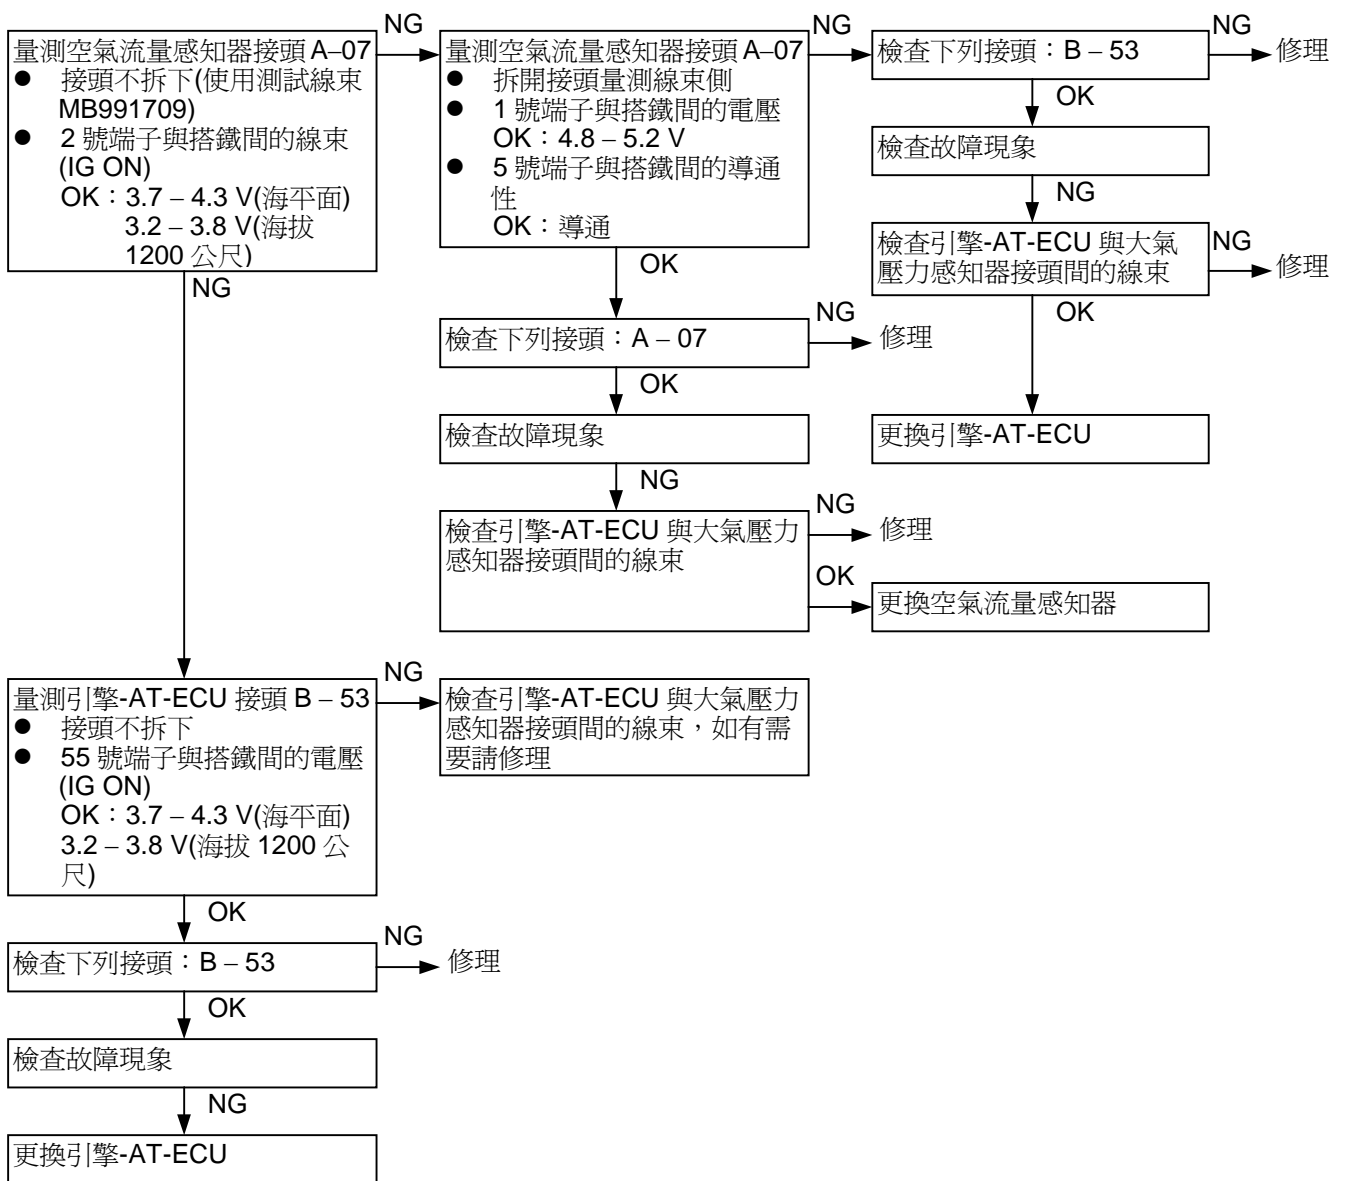 量測空氣流量感知器接頭 A–07
● 接頭不拆下(使用測試線束
MB991709)
● 2 號端子與搭鐵間的線束
(IG ON)
OK：3.7 – 4.3 V(海平面)
3.2 – 3.8 V(海拔
1200 公尺)
NG
NG
量測空氣流量感知器接頭 A–07
● 拆開接頭量測線束側
● 1 號端子與搭鐵間的電壓
OK：4.8 – 5.2 V
● 5 號端子與搭鐵間的導通
性
OK：導通
NG
OK
檢查下列接頭：B – 53
NG
修理
OK
檢查故障現象
NG
檢查引擎-AT-ECU 與大氣
壓力感知器接頭間的線束
NG
修理
OK
更換引擎-AT-ECU
檢查下列接頭：A – 07
NG
修理
OK
檢查故障現象
NG
檢查引擎-AT-ECU 與大氣壓力
感知器接頭間的線束
NG
修理
OK
更換空氣流量感知器
量測引擎-AT-ECU 接頭 B – 53
● 接頭不拆下
● 55 號端子與搭鐵間的電壓
(IG ON)
OK：3.7 – 4.3 V(海平面)
3.2 – 3.8 V(海拔 1200 公
尺)
NG
檢查引擎-AT-ECU 與大氣壓力
感知器接頭間的線束，如有需
要請修理
OK
檢查下列接頭：B – 53
NG
修理
OK
檢查故障現象
NG
更換引擎-AT-ECU